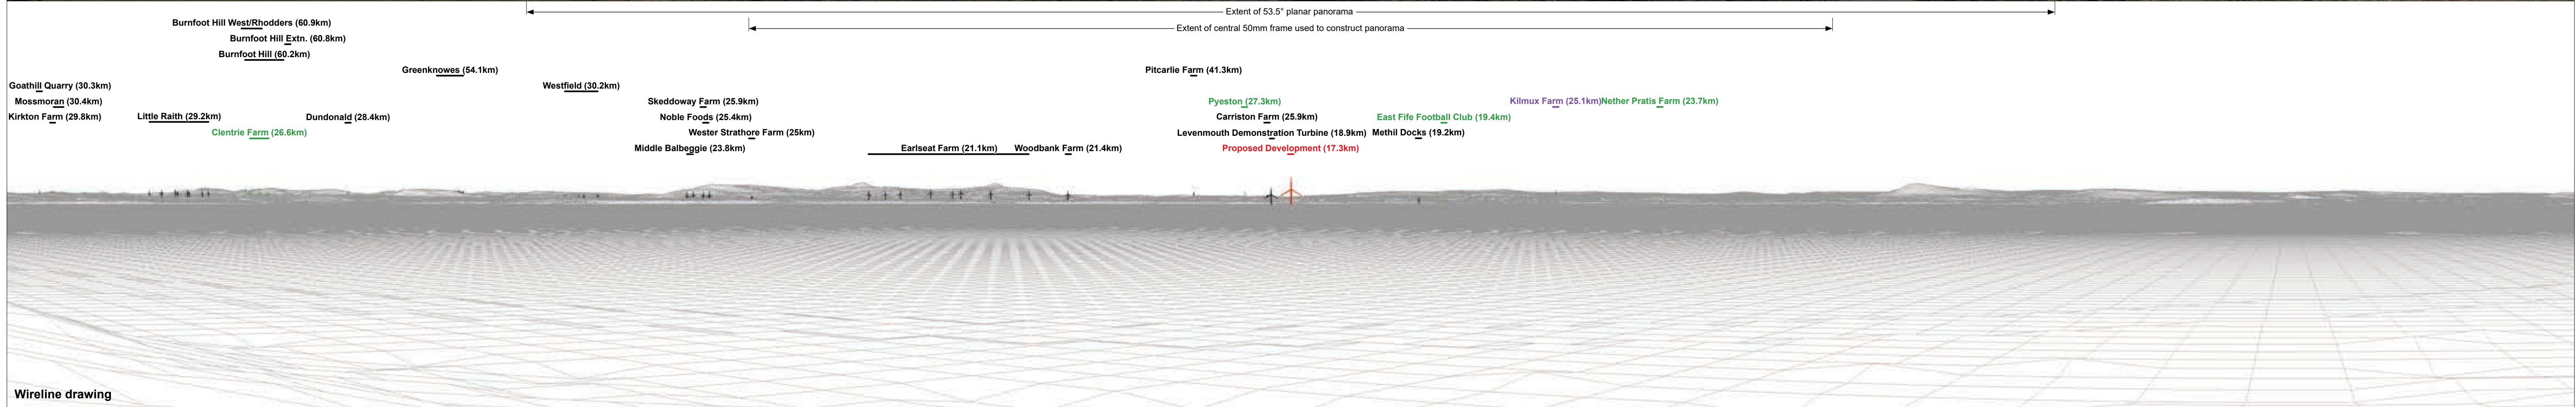 Extent of 53.5° planar panorama
Burnfoot Hill West/Rhodders (60.9km)
Extent of central 50mm frame used to construct panorama
Burnfoot Hill Extn. (60.8km)
Burnfoot Hill (60.2km)
Greenknowes (54.1km)
Pitcarlie Farm (41.3km)
Goathill Quarry (30.3km)
Westfield (30.2km)
Mossmoran (30.4km)
Skeddoway Farm (25.9km)
Pyeston (27.3km)
Kilmux Farm (25.1km)
Nether Pratis Farm (23.7km)
Kirkton Farm (29.8km)
Little Raith (29.2km)
Dundonald (28.4km)
Noble Foods (25.4km)
Carriston Farm (25.9km)
East Fife Football Club (19.4km)
Clentrie Farm (26.6km)
Wester Strathore Farm (25km)
Levenmouth Demonstration Turbine (18.9km)
Methil Docks (19.2km)
Middle Balbeggie (23.8km)
Earlseat Farm (21.1km)
Woodbank Farm (21.4km)
Proposed Development (17.3km)
Wireline drawing